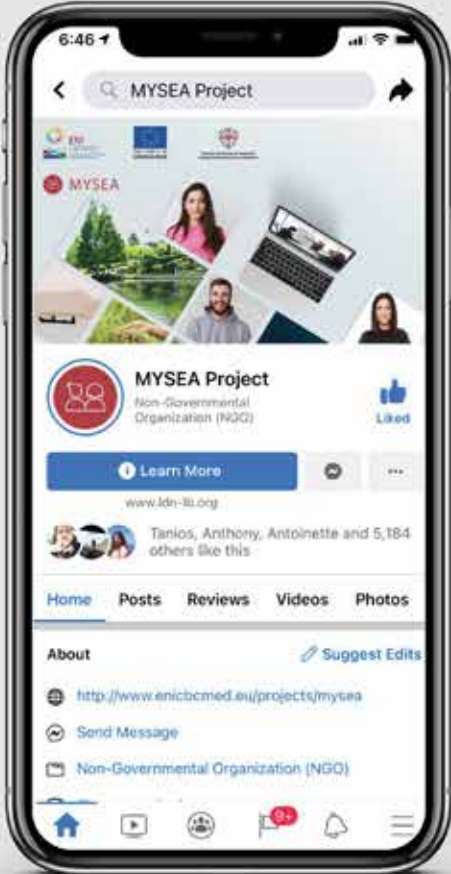 6:46
MYSEA Project
ENI
MYSEA
MYSEA Project
Non-Governmental
Organization (NGO)
Liked
Learn More
www.ldn-lb.org
Tanios, Anthony, Antoinette and 5,184
others like this
Home Posts Reviews Videos Photos
About
Suggest Edits
http://www.enicbcmed.eu/projects/mysea
Send Message
Non-Governmental Organization (NGO)
9+